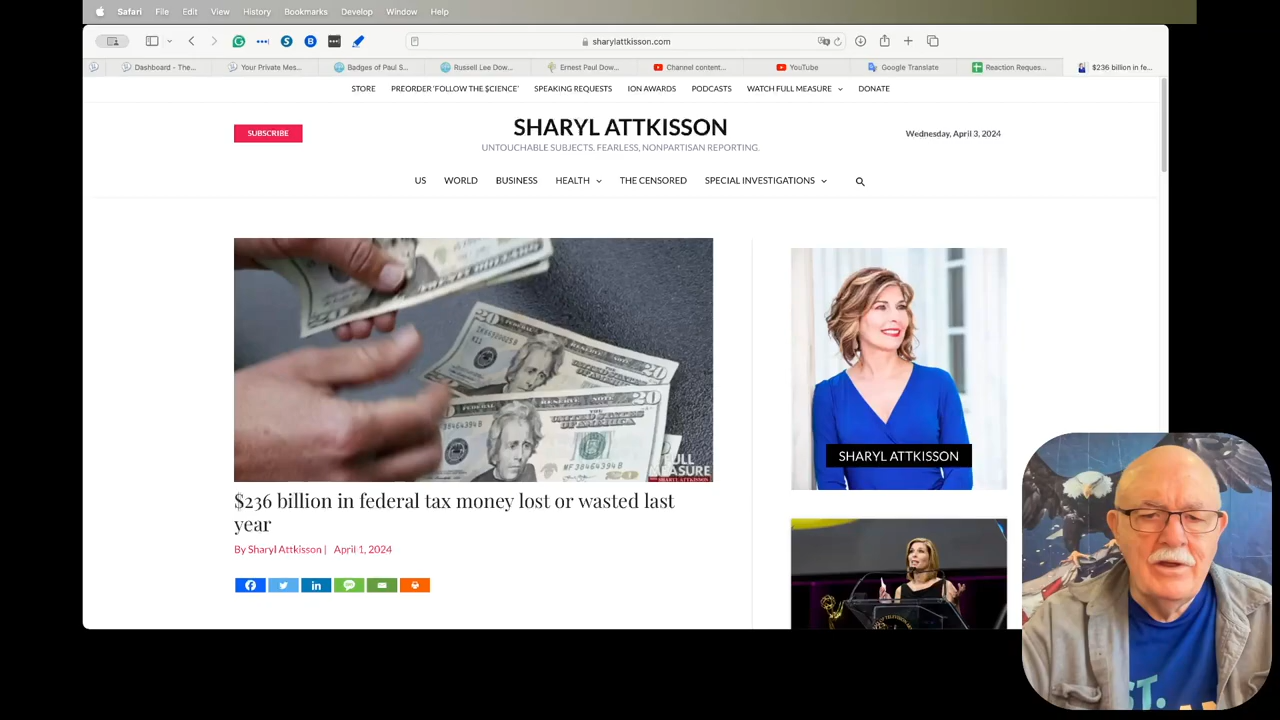 Safari File Edit View History Bookmarks Develop Window Help
sharylattkisson.com
Dashboard - The... Your Private Mes... Badges of Paul S... Russell Lee Dow... Ernest Paul Dow... Channel content... YouTube Google Translate Reaction Reques... $236 billion in fe...
STORE PREORDER 'FOLLOW THE $CIENCE' SPEAKING REQUESTS ION AWARDS PODCASTS WATCH FULL MEASURE DONATE
SUBSCRIBE
SHARYL ATTKISSON
UNTOUCHABLE SUBJECTS. FEARLESS, NONPARTISAN REPORTING.
Wednesday, April 3, 2024
US WORLD BUSINESS HEALTH THE CENSORED SPECIAL INVESTIGATIONS
FULL
MEASURE
SHARYL ATTKISSON
$236 billion in federal tax money lost or wasted last
year
By Sharyl Attkisson | April 1, 2024
SHARYL ATTKISSON
ST.